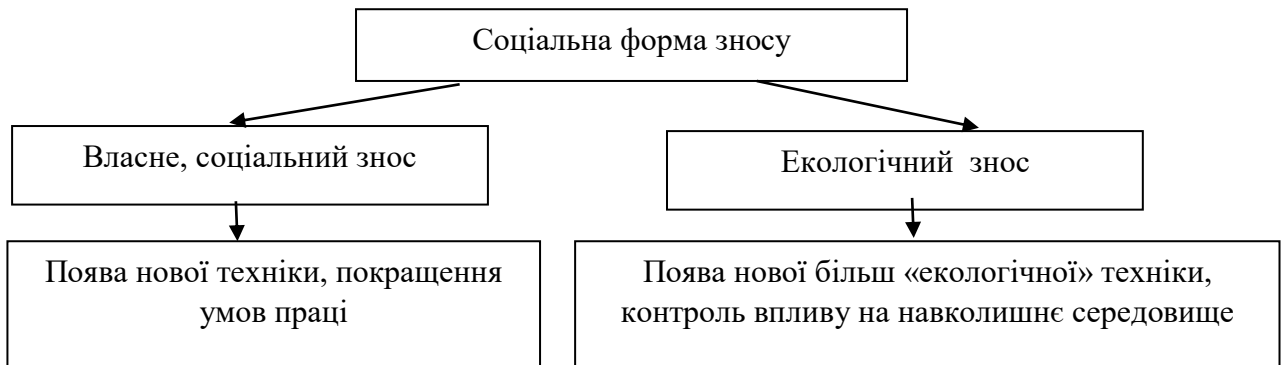 Соціальна форма зносу
Власне, соціальний знос
Екологічний знос
Поява нової техніки, покращення
умов праці
Поява нової більш «екологічної» техніки,
контроль впливу на навколишнє середовище